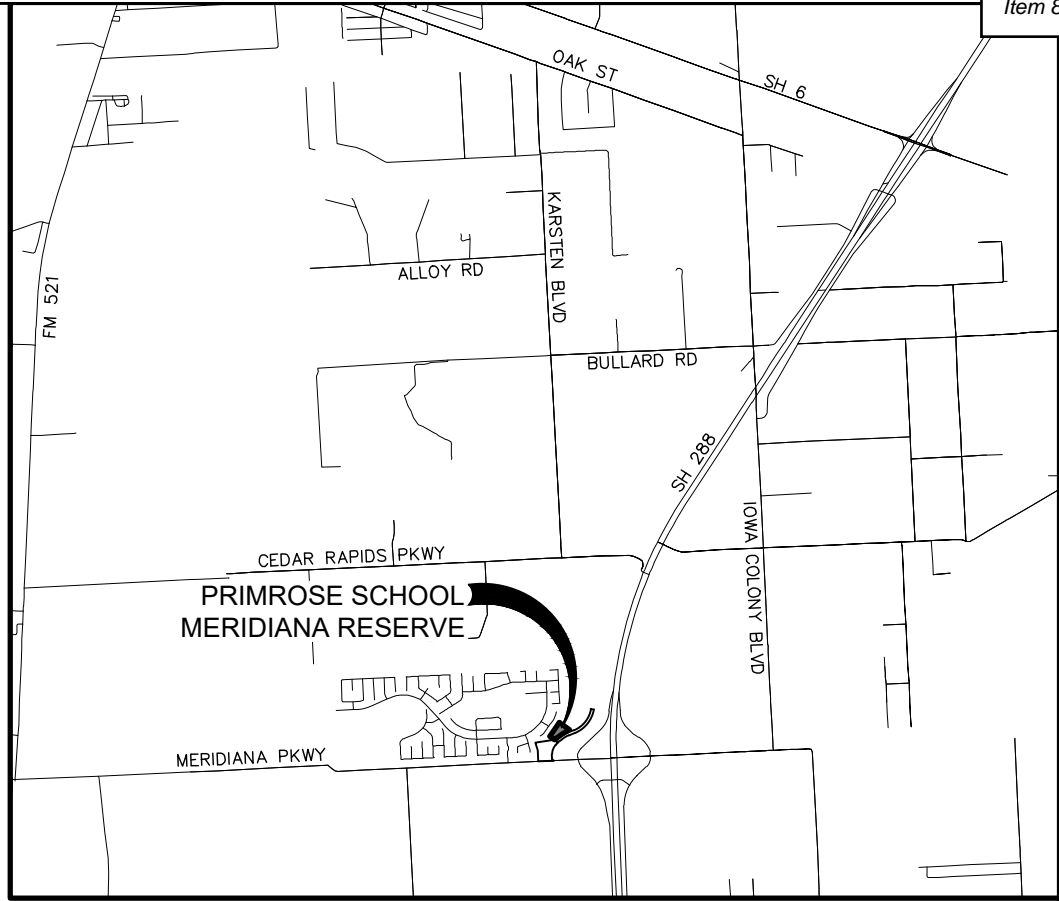 Item 8
OAK ST
SH 6
KARSTEN BLVD
ALLOY RD
FM 521
BULLARD RD
SH 288
IOWA COLONY BLVD
CEDAR RAPIDS PKWY
PRIMROSE SCHOOL
MERIDIANA RESERVE
MERIDIANA PKWY